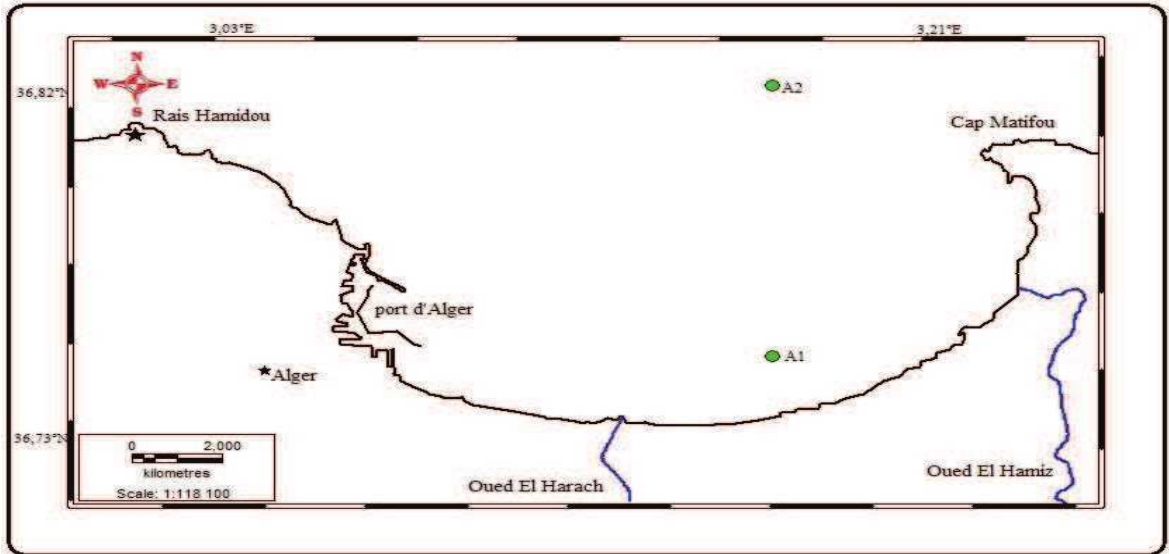 3,03°E
3,21°E
36,82°N
N
W E
S
A2
Rais Hamidou
Cap Matifou
port d'Alger
A1
Alger
36,73°N
0 2,000
kilometres
Scale: 1:118 100
Oued El Harach
Oued El Hamiz